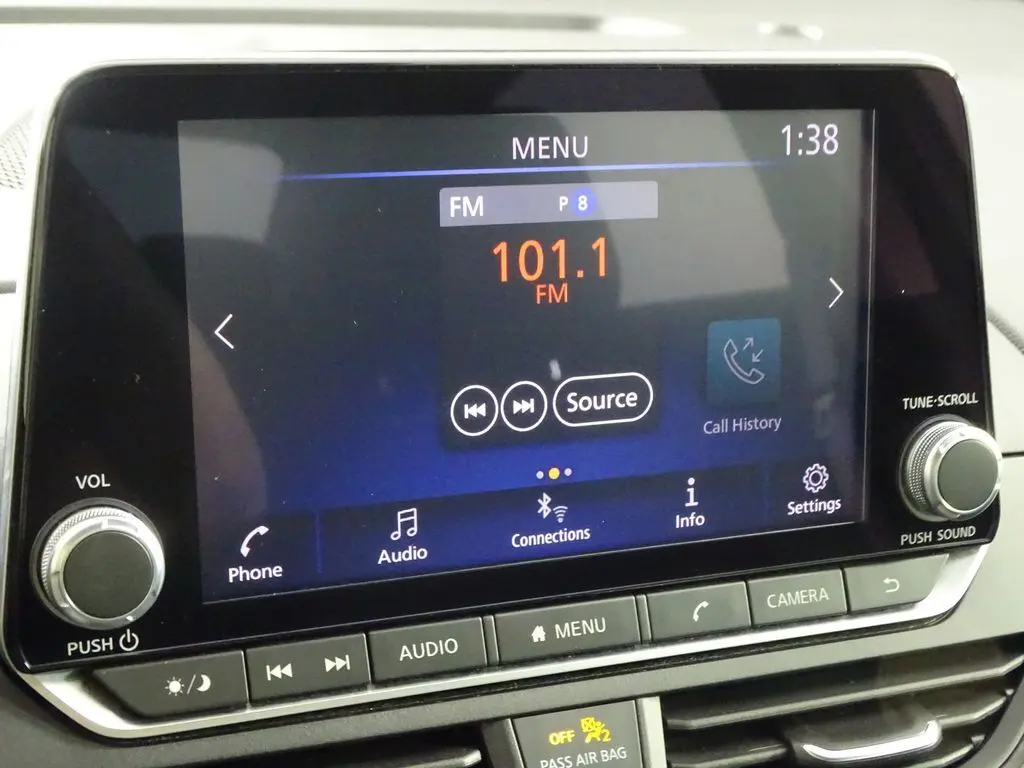 MENU
1:38
FM P 8
101.1
FM
Source
Call History
TUNE·SCROLL
VOL
Phone
Audio
Connections
Info
Settings
PUSH SOUND
PUSH
AUDIO
MENU
CAMERA
OFF 2
PASS AIR BAG